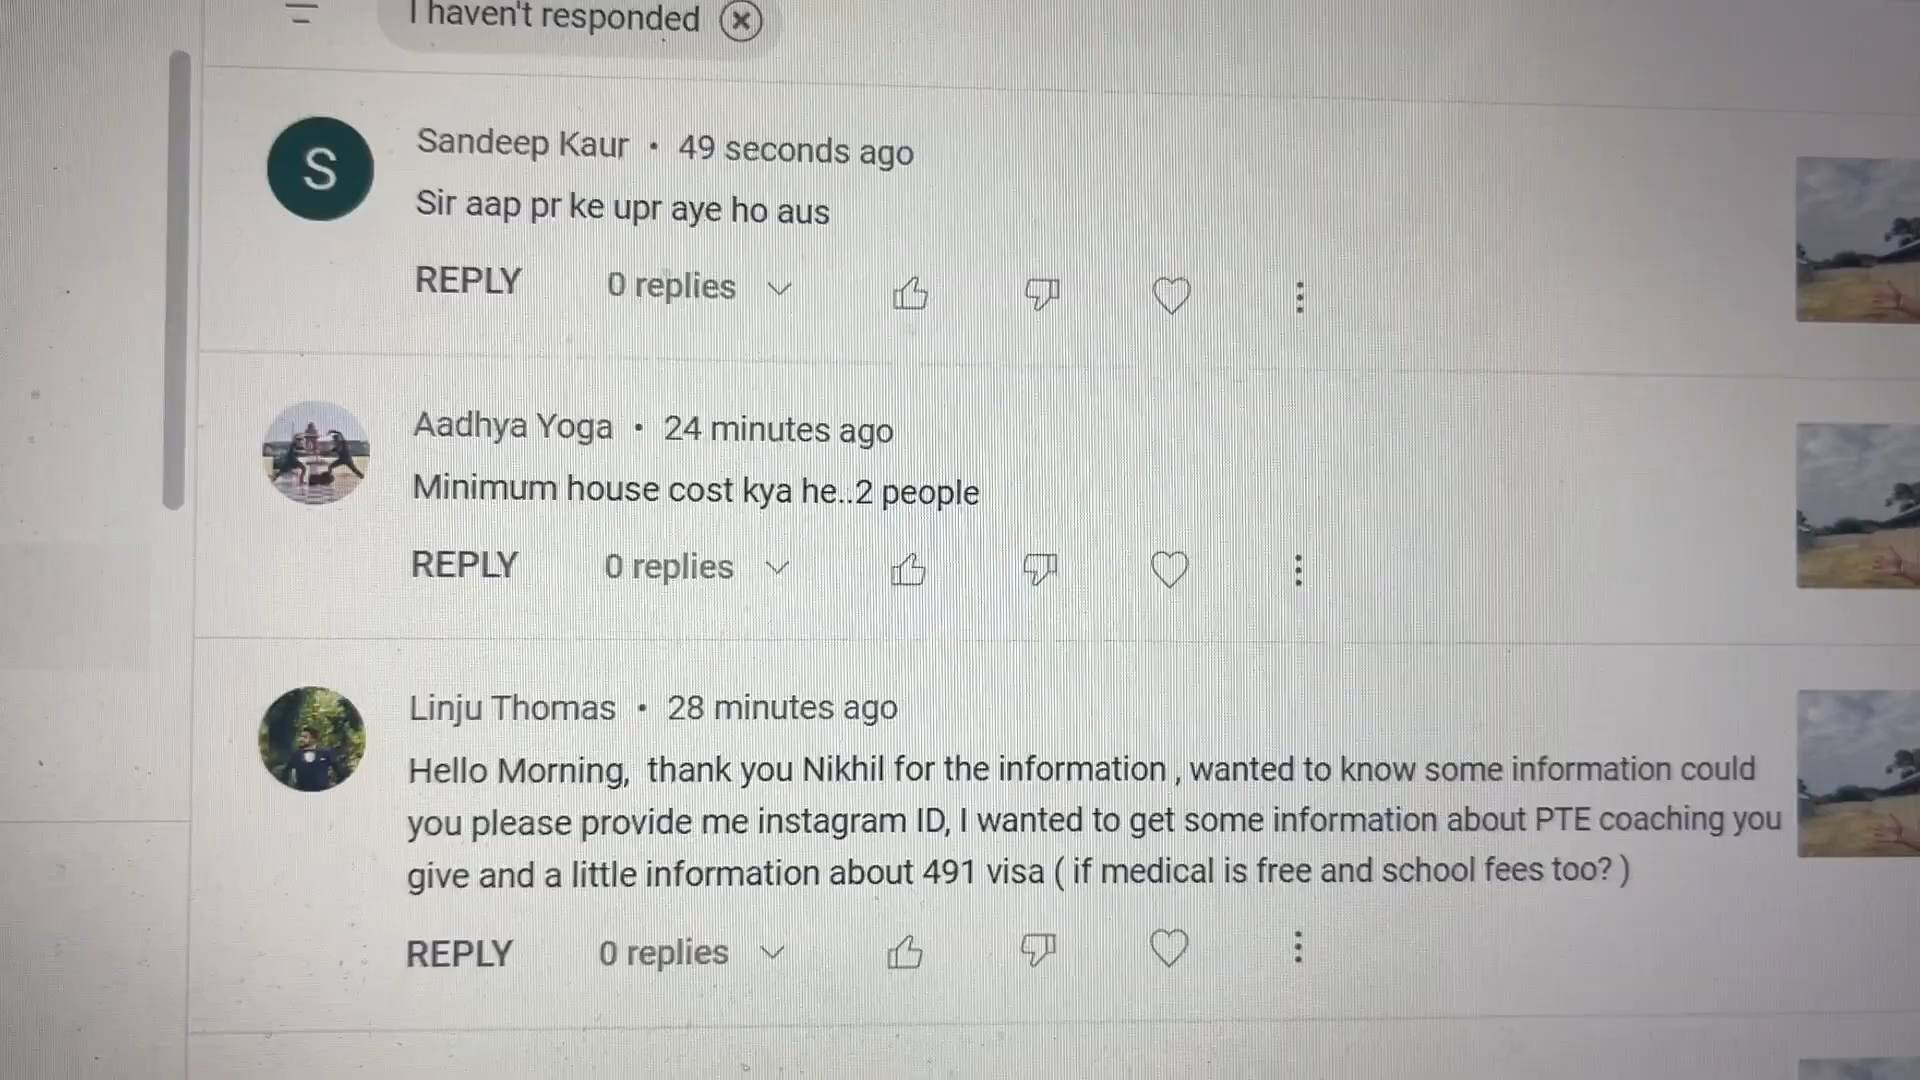 I haven't responded
S
Sandeep Kaur • 49 seconds ago
Sir aap pr ke upr aye ho aus
REPLY 0 replies
Aadhya Yoga • 24 minutes ago
Minimum house cost kya he..2 people
REPLY 0 replies
Linju Thomas • 28 minutes ago
Hello Morning, thank you Nikhil for the information , wanted to know some information could
you please provide me instagram ID, I wanted to get some information about PTE coaching you
give and a little information about 491 visa ( if medical is free and school fees too? )
REPLY 0 replies